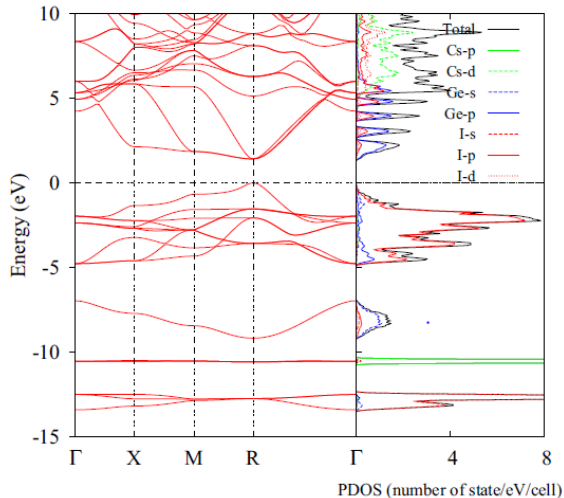 10
5
0
-5
-10
-15
Energy (eV)
Γ X M R Γ 4 8
PDOS (number of state/eV/cell)
Total
Cs-p
Cs-d
Ge-s
Ge-p
I-s
I-p
I-d